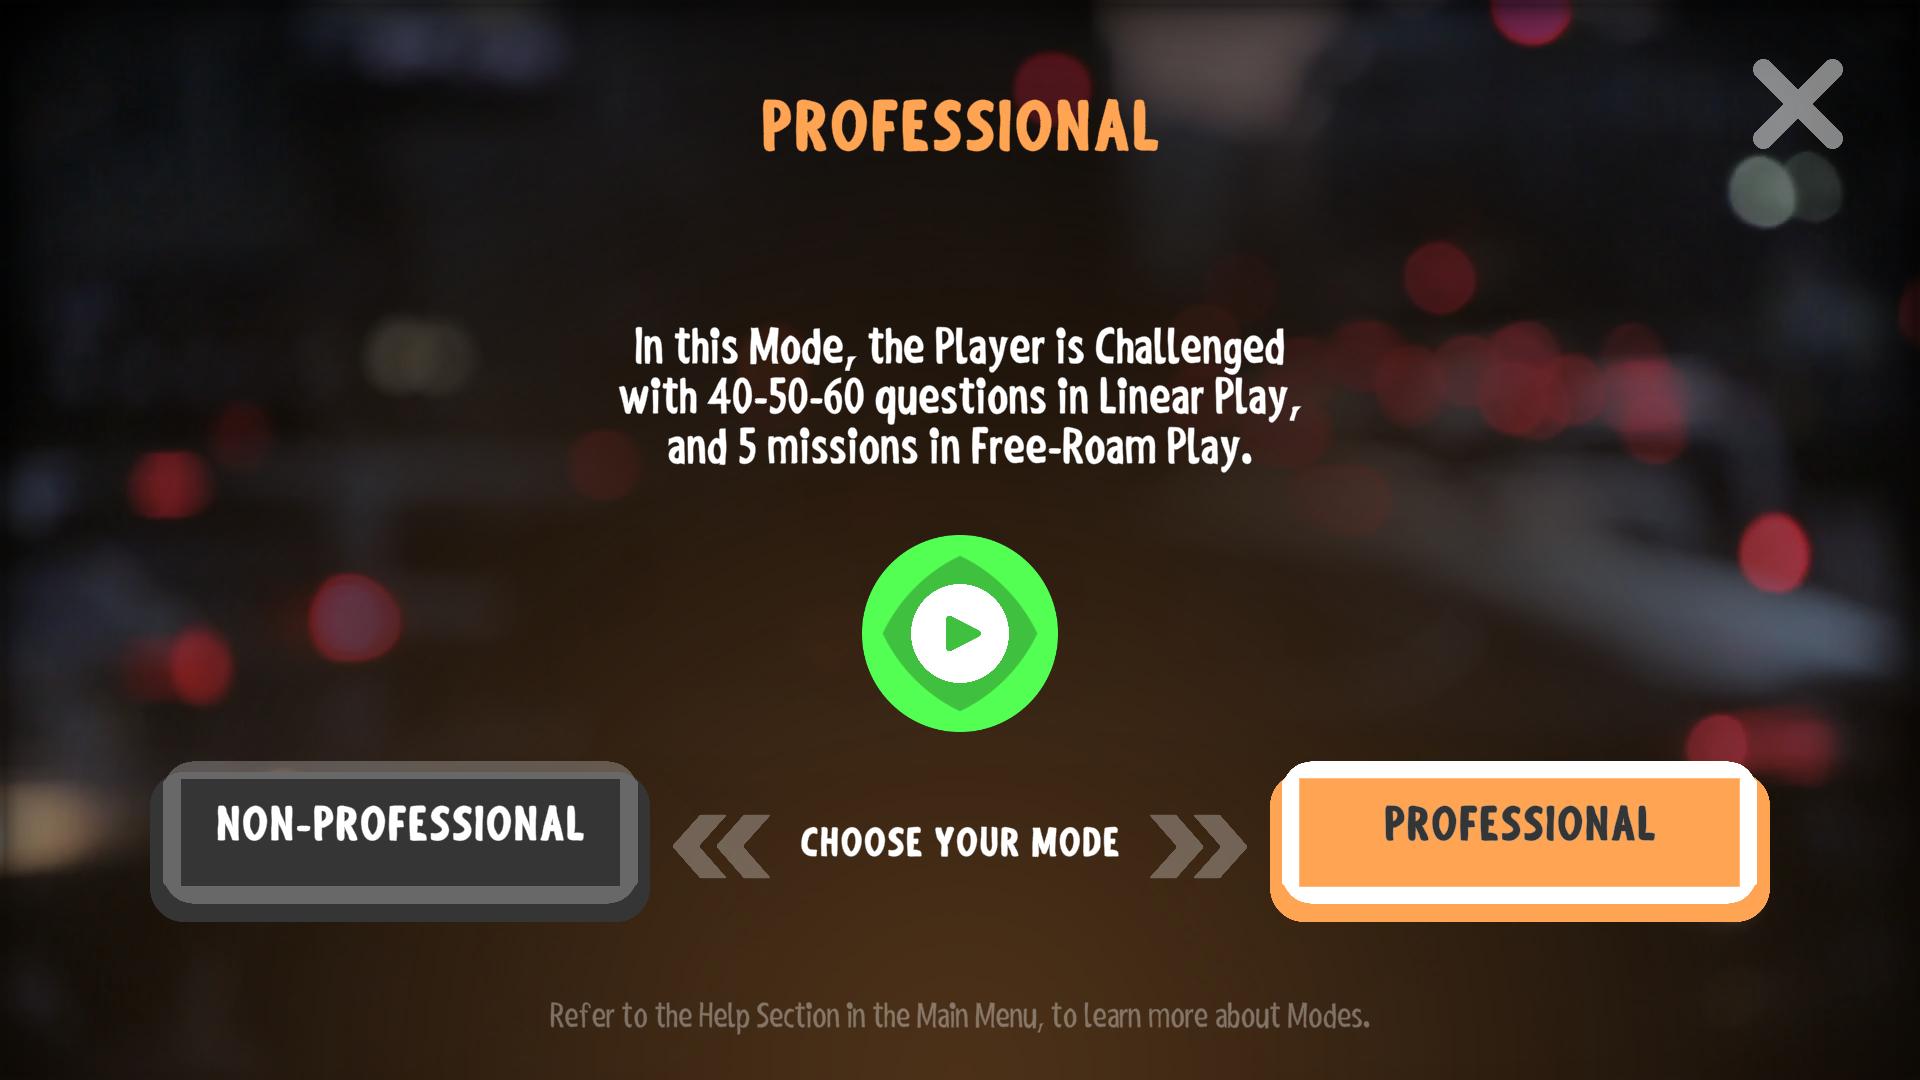 PROFESSIONAL
In this Mode, the Player is Challenged
with 40-50-60 questions in Linear Play,
and 5 missions in Free-Roam Play.
NON-PROFESSIONAL
CHOOSE YOUR MODE
PROFESSIONAL
Refer to the Help Section in the Main Menu, to learn more about Modes.